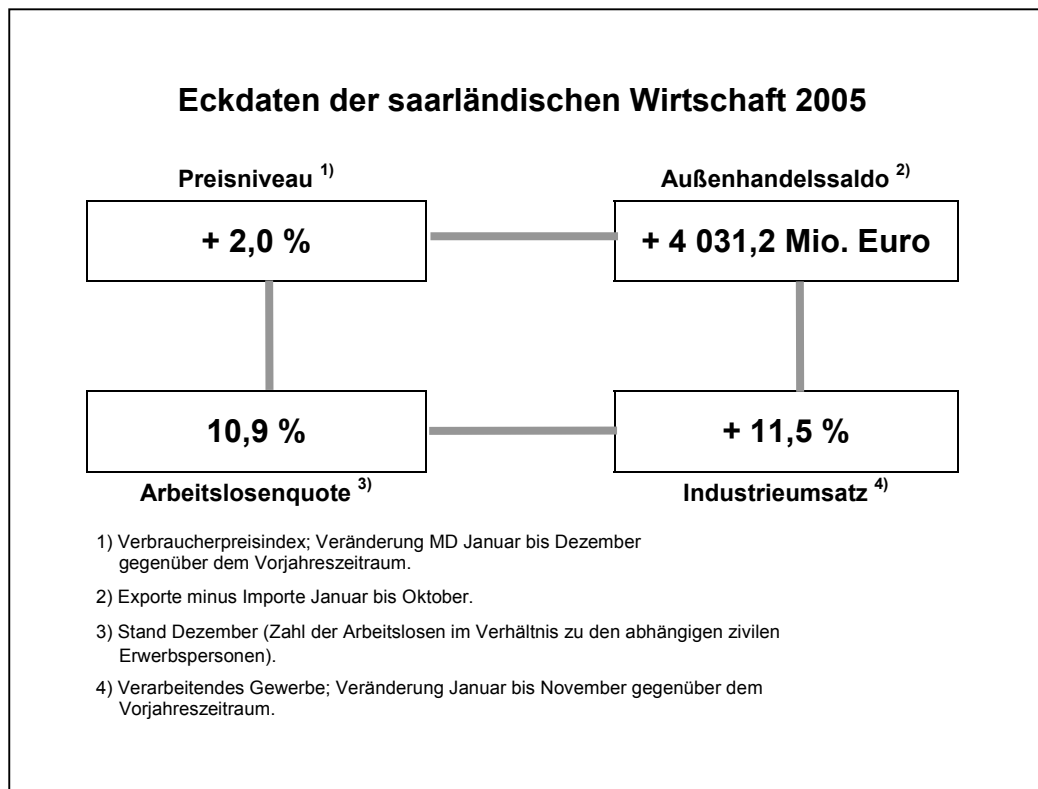 Eckdaten der saarländischen Wirtschaft 2005
Preisniveau 1)
Außenhandelssaldo 2)
+ 2,0 %
+ 4 031,2 Mio. Euro
10,9 %
+ 11,5 %
Arbeitslosenquote 3)
Industrieumsatz 4)
1) Verbraucherpreisindex; Veränderung MD Januar bis Dezember
gegenüber dem Vorjahreszeitraum.
2) Exporte minus Importe Januar bis Oktober.
3) Stand Dezember (Zahl der Arbeitslosen im Verhältnis zu den abhängigen zivilen
Erwerbspersonen).
4) Verarbeitendes Gewerbe; Veränderung Januar bis November gegenüber dem
Vorjahreszeitraum.